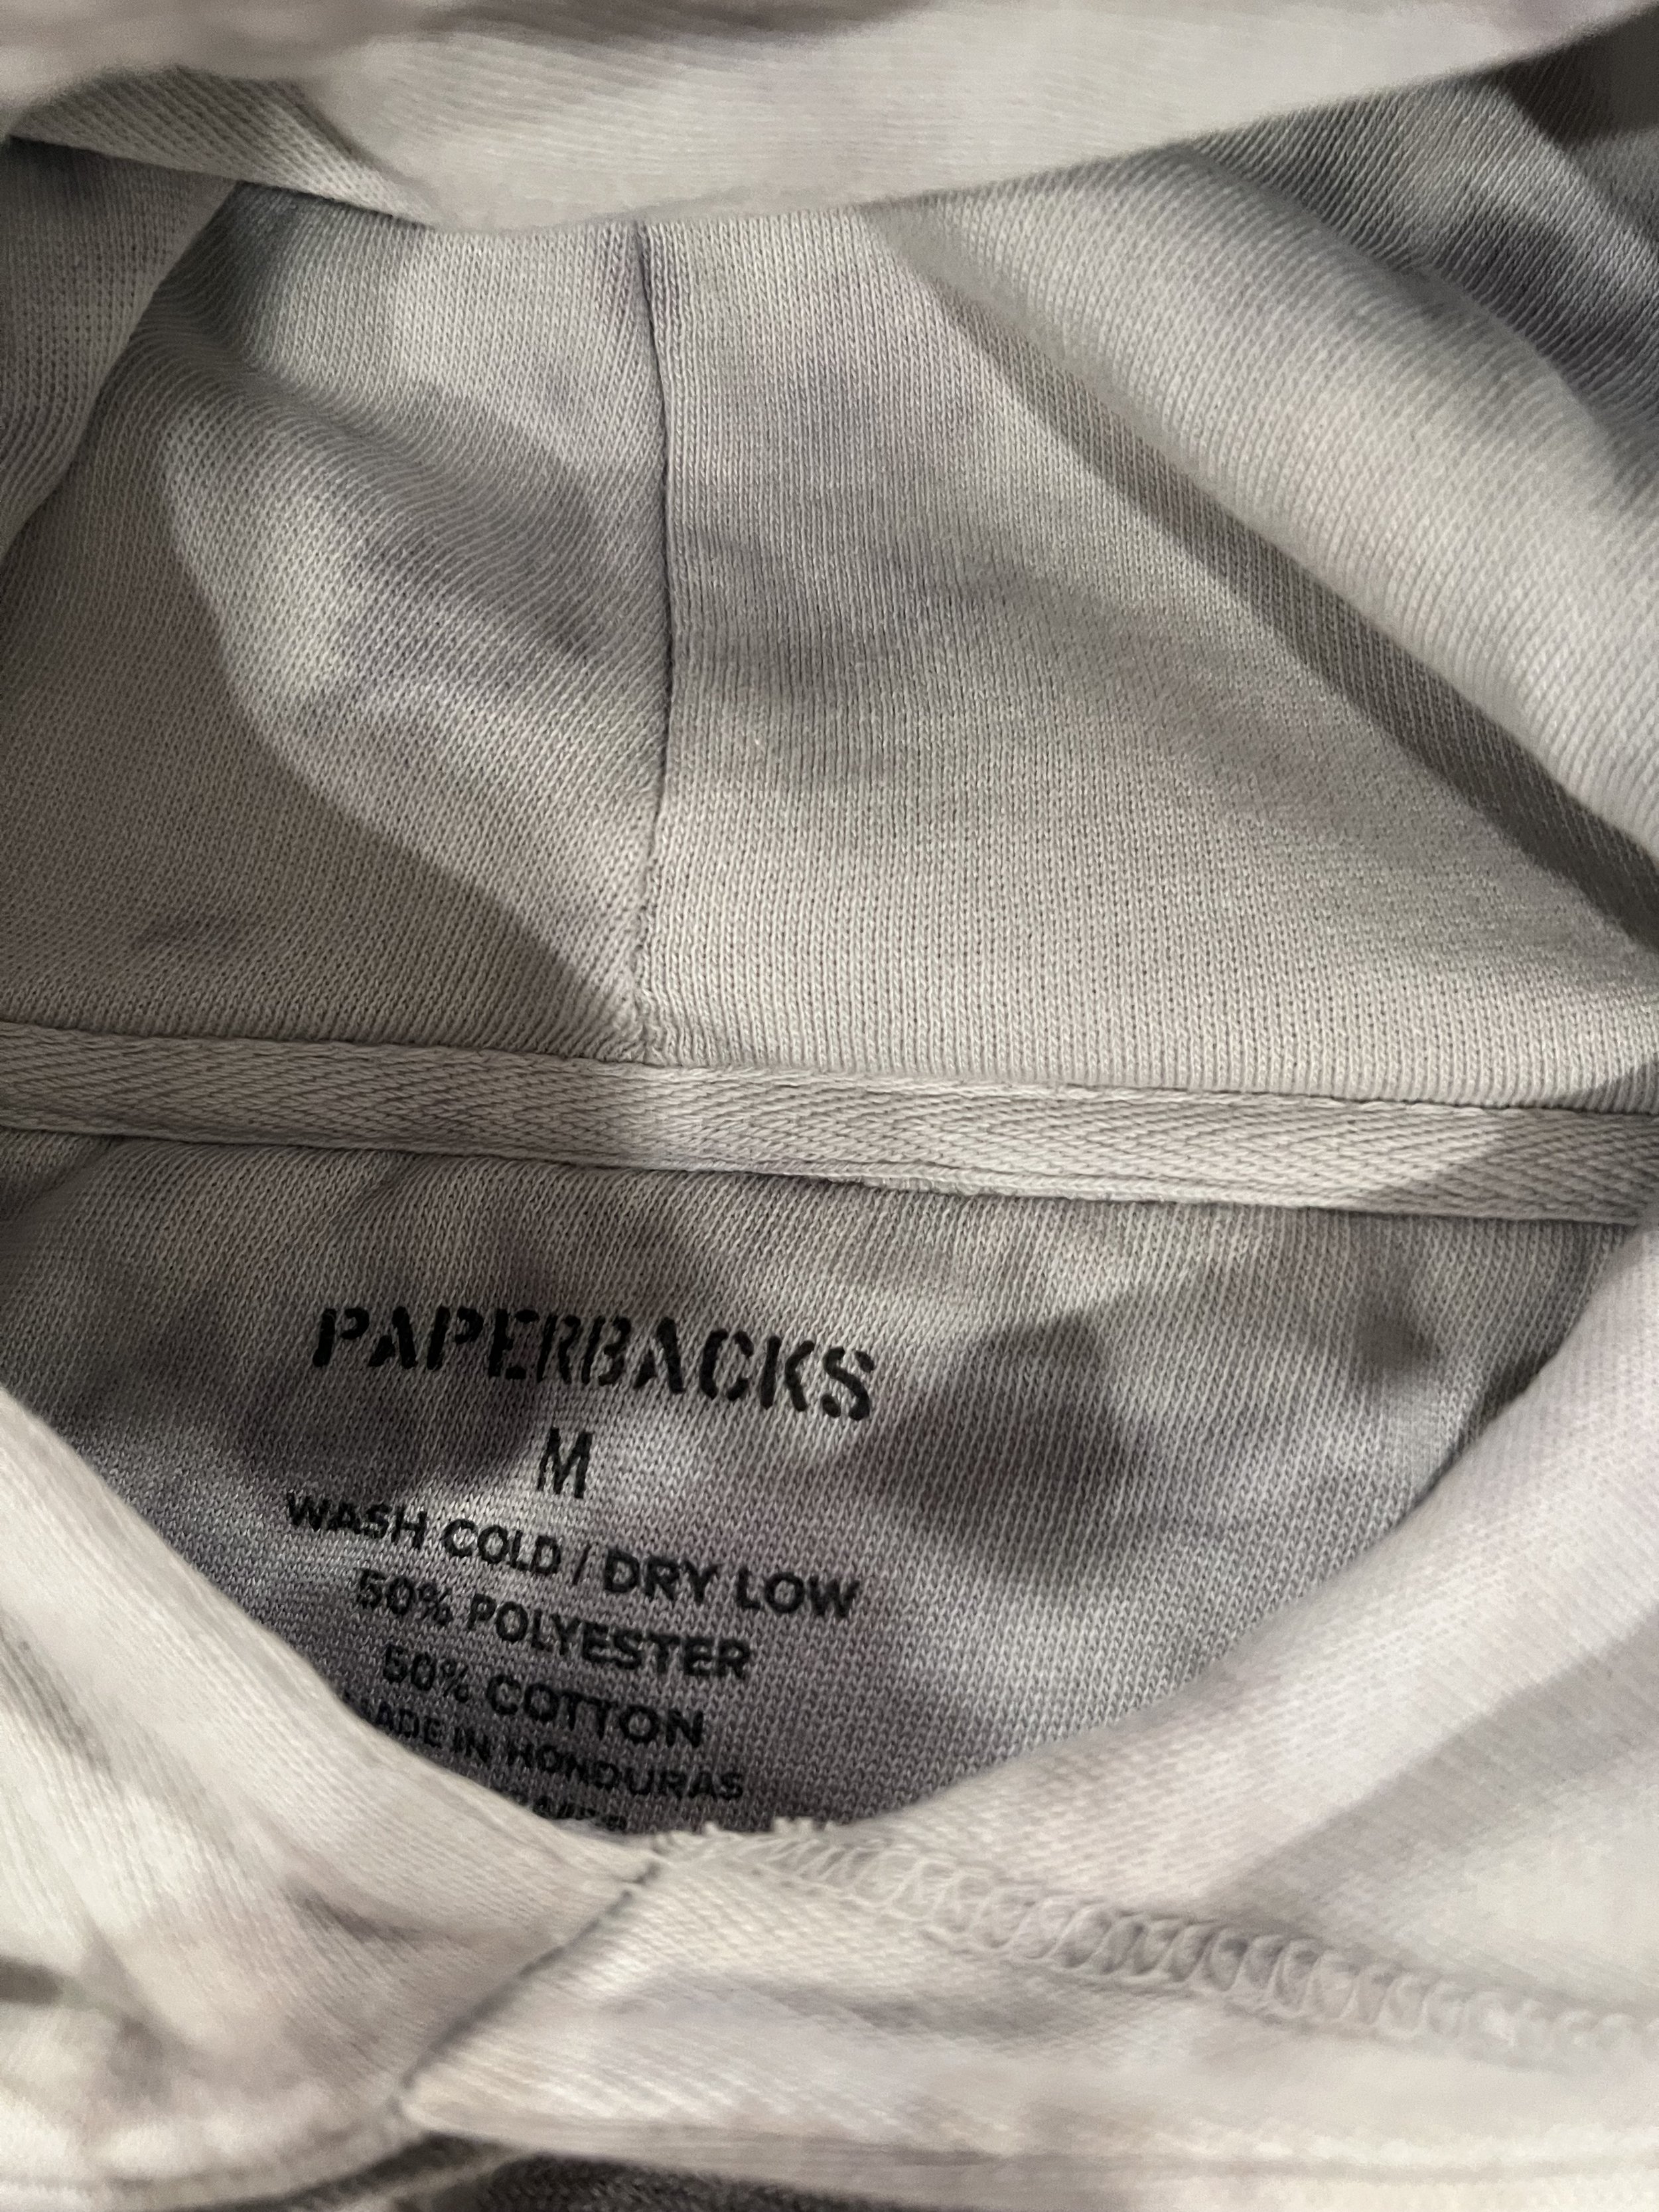 PAPERBACKS
M
WASH COLD / DRY LOW
50% POLYESTER
50% COTTON
MADE IN HONDURAS